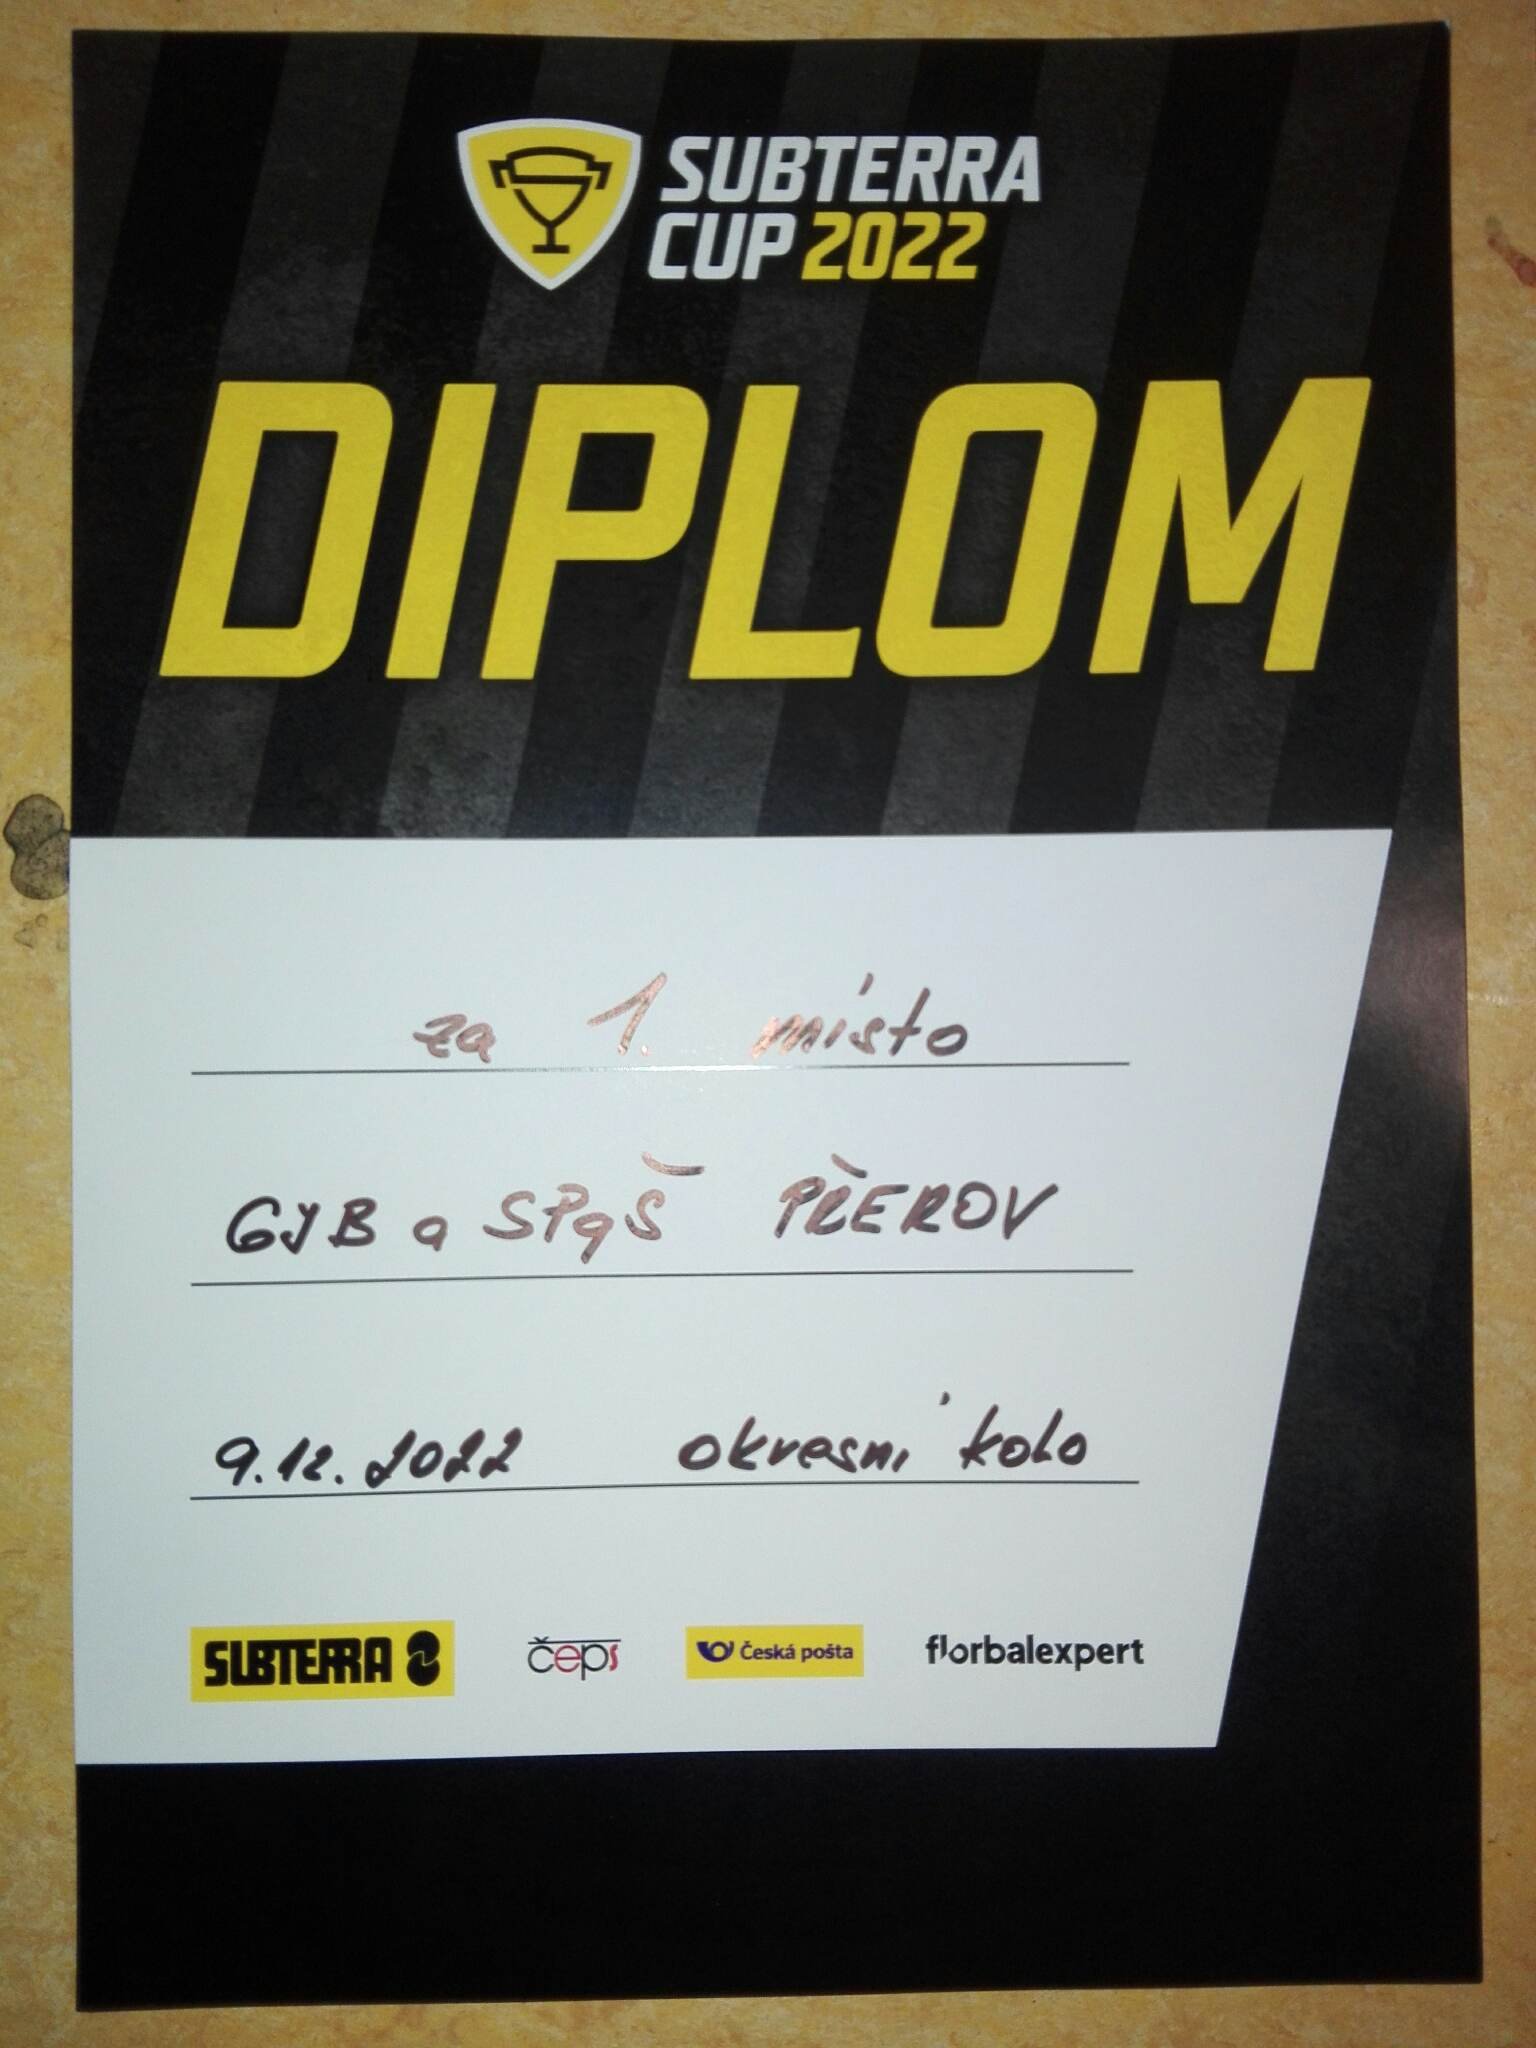 SUBTERRA
CUP 2022
DIPLOM
za 1. místo
GJB a SPgŠ PŘEROV
9.12.2022 okresní kolo
SUBTERRA čeps Česká pošta florbalexpert